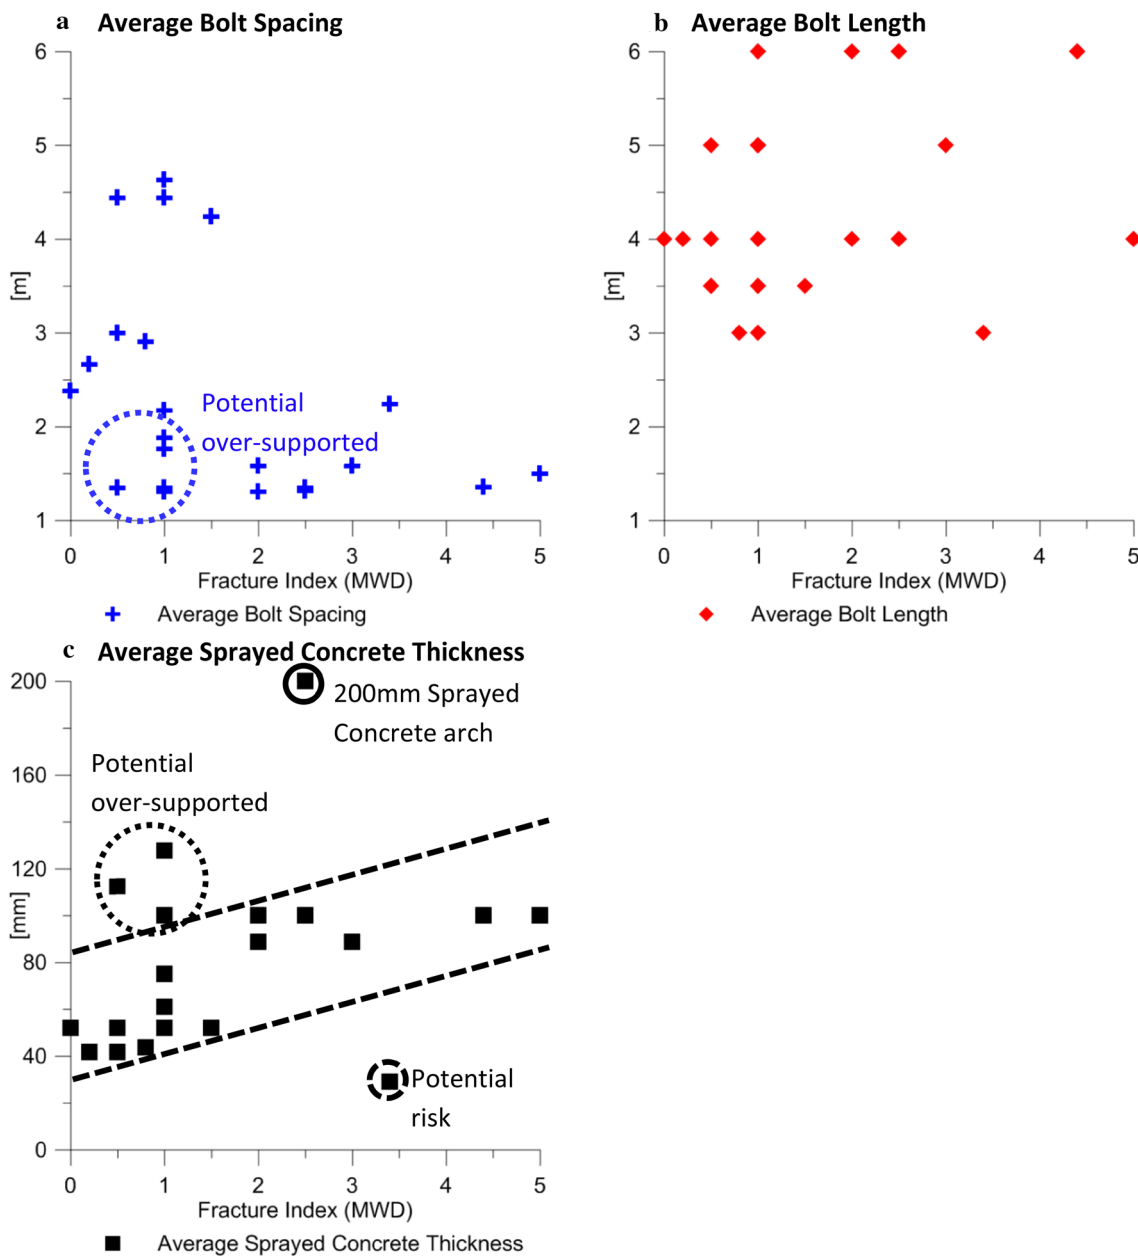 a Average Bolt Spacing
6
5
4
3
2
1
[m]
Potential
over-supported
0 1 2 3 4 5
Fracture Index (MWD)
Average Bolt Spacing
b Average Bolt Length
6
5
4
3
2
1
[m]
0 1 2 3 4 5
Fracture Index (MWD)
Average Bolt Length
c Average Sprayed Concrete Thickness
200
160
120
80
40
0
[mm]
200mm Sprayed
Concrete arch
Potential
over-supported
Potential
risk
0 1 2 3 4 5
Fracture Index (MWD)
Average Sprayed Concrete Thickness